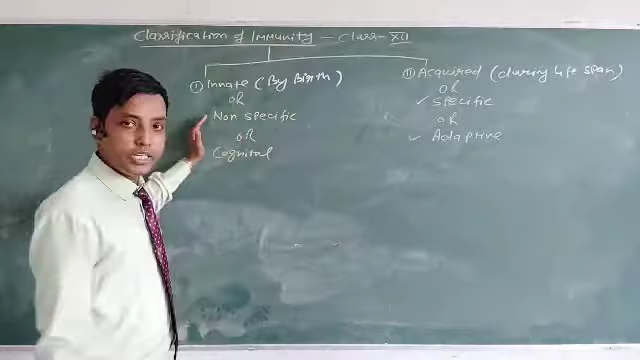 Classification of Immunity – Class-XII
① Innate (By Birth)
OR
Non specific
OR
Cognital
② Acquired (during life span)
OR
✓ Specific
OR
✓ Adaptive